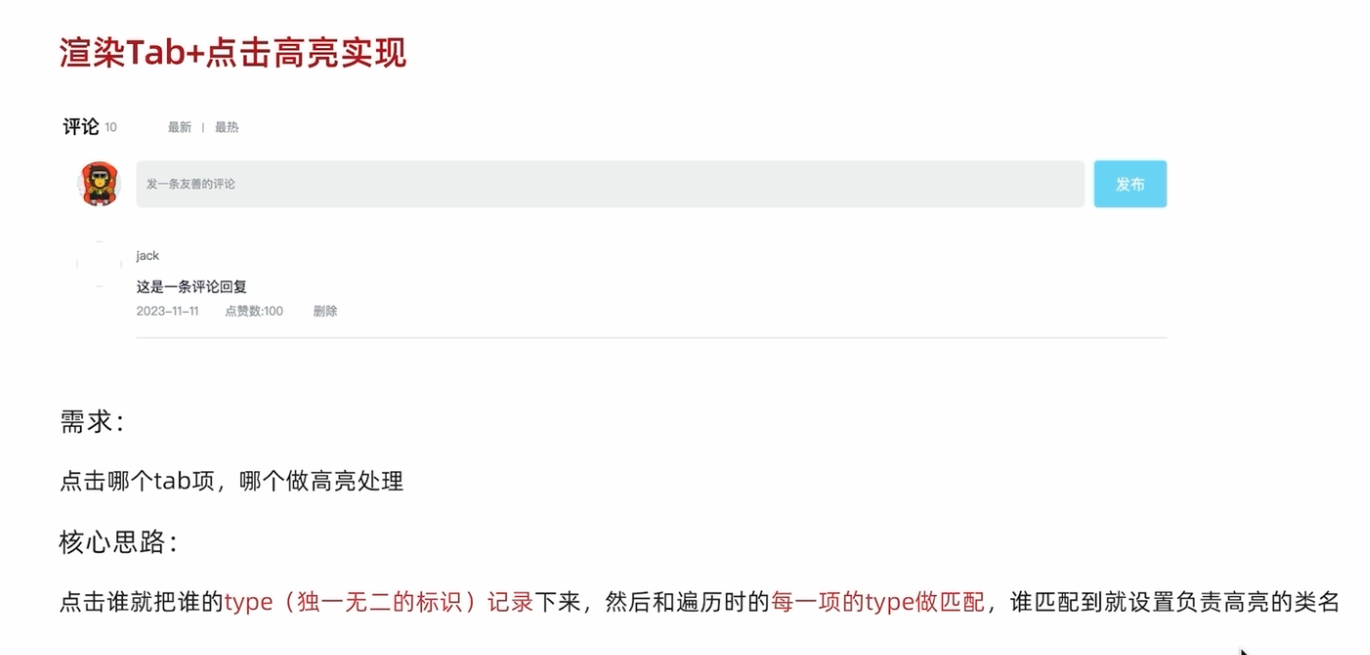 渲染Tab+点击高亮实现
评论 10 最新 | 最热
发一条友善的评论 发布
jack
这是一条评论回复
2023-11-11 点赞数:100 删除
需求：
点击哪个tab项，哪个做高亮处理
核心思路：
点击谁就把谁的type（独一无二的标识）记录下来，然后和遍历时的每一项的type做匹配，谁匹配到就设置负责高亮的类名